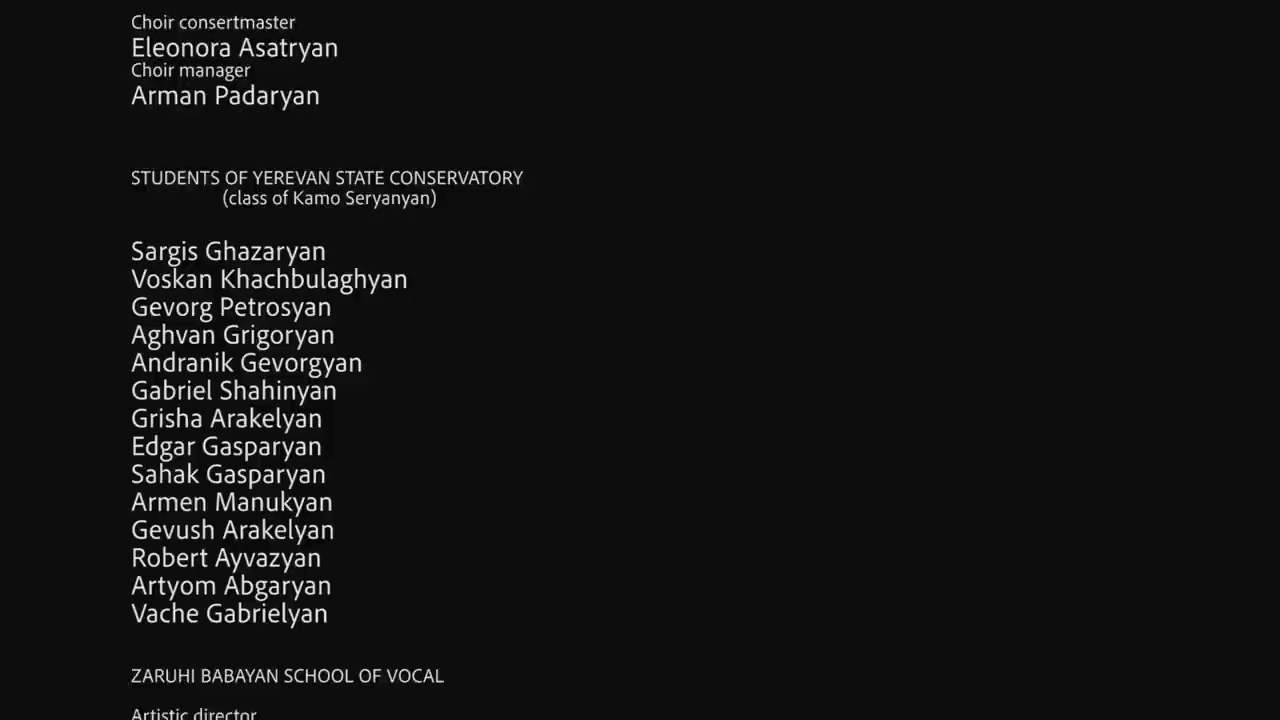 Choir consertmaster
Eleonora Asatryan
Choir manager
Arman Padaryan
STUDENTS OF YEREVAN STATE CONSERVATORY
(class of Kamo Seryanyan)
Sargis Ghazaryan
Voskan Khachbulaghyan
Gevorg Petrosyan
Aghvan Grigoryan
Andranik Gevorgyan
Gabriel Shahinyan
Grisha Arakelyan
Edgar Gasparyan
Sahak Gasparyan
Armen Manukyan
Gevush Arakelyan
Robert Ayvazyan
Artyom Abgaryan
Vache Gabrielyan
ZARUHI BABAYAN SCHOOL OF VOCAL
Artistic director